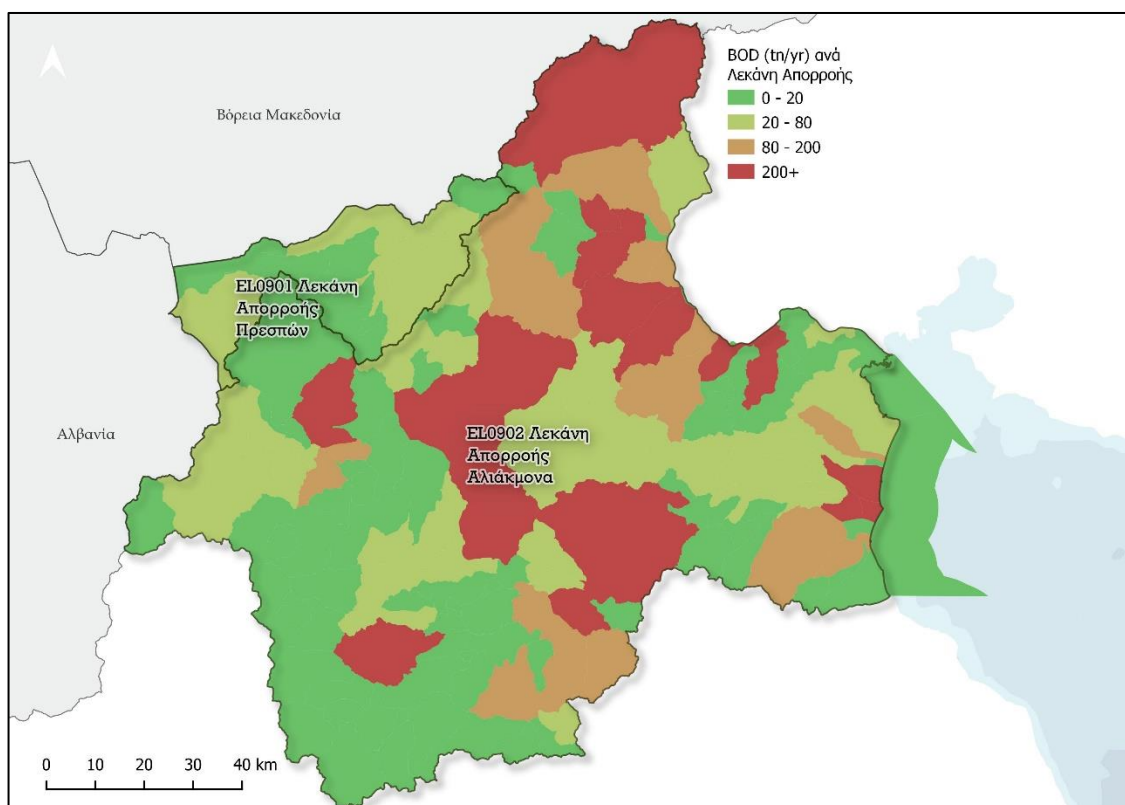 BOD (tn/yr) ανά
Λεκάνη Απορροής
0 - 20
20 - 80
80 - 200
200+
Βόρεια Μακεδονία
EL0901 Λεκάνη
Απορροής
Πρεσπών
Αλβανία
EL0902 Λεκάνη
Απορροής
Αλιάκμονα
0 10 20 30 40 km